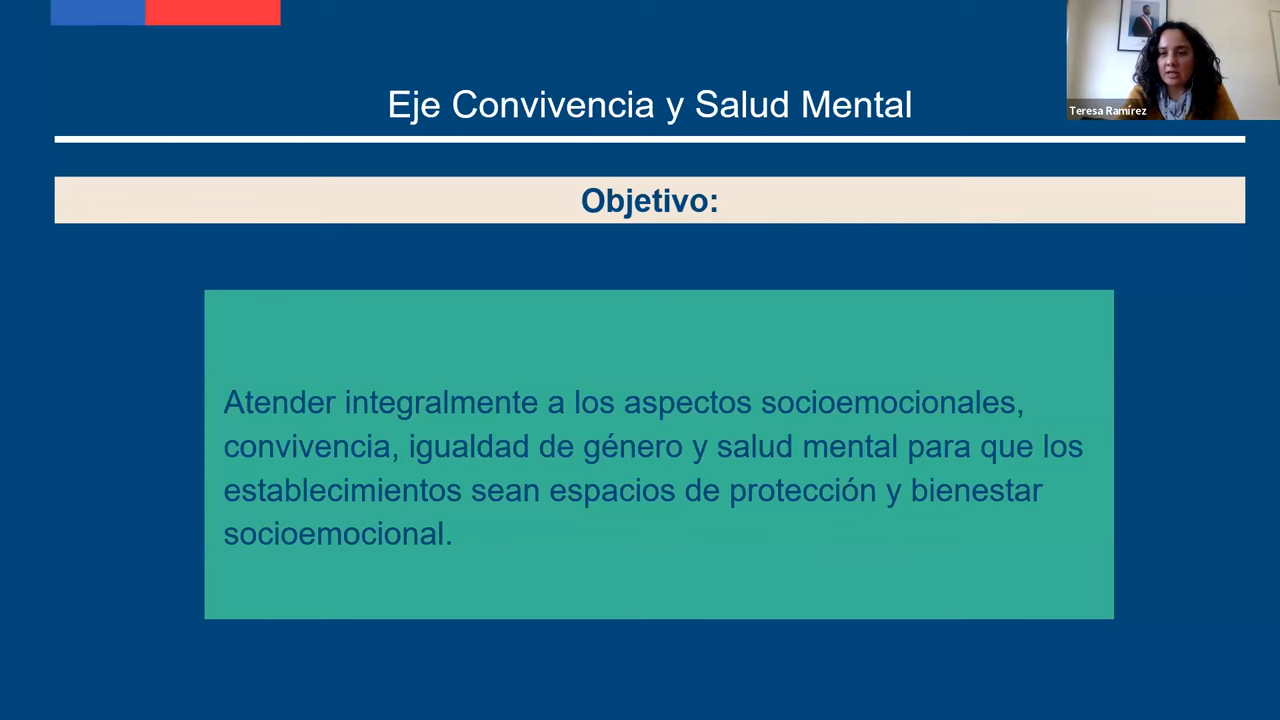 Eje Convivencia y Salud Mental
Teresa Ramírez
Objetivo:
Atender integralmente a los aspectos socioemocionales,
convivencia, igualdad de género y salud mental para que los
establecimientos sean espacios de protección y bienestar
socioemocional.